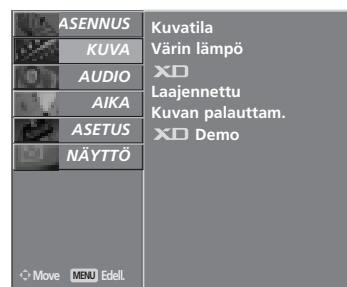 ASENNUS
KUVA
AUDIO
AIKA
ASETUS
NÄYTTÖ
Move MENU Edell.
Kuvatila
Värin lämpö
XD
Laajennettu
Kuvan palauttam.
XD Demo